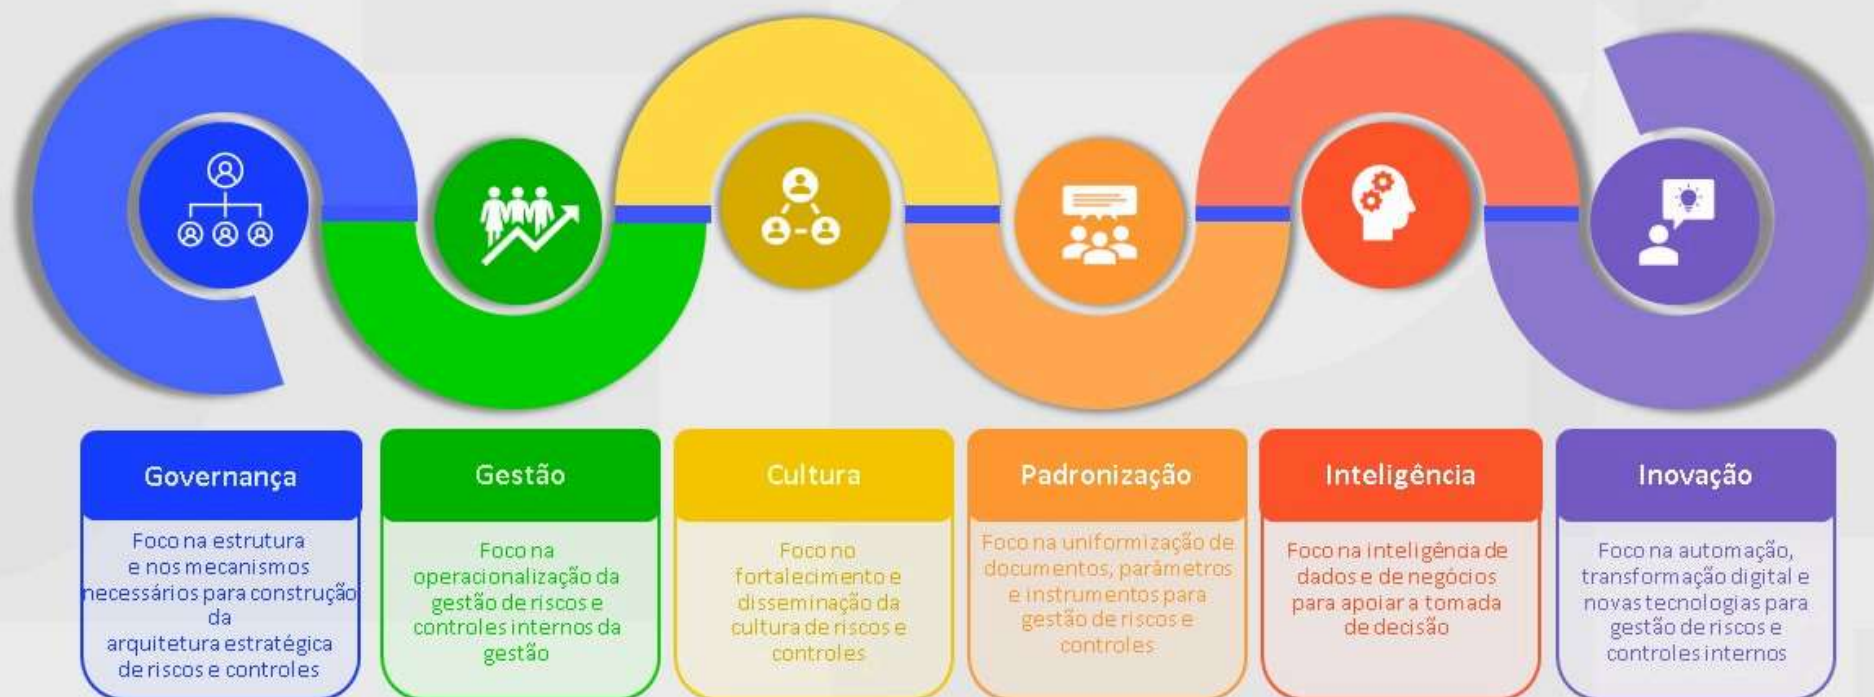 Governança
Foco na estrutura
e nos mecanismos
necessários para construção
da
arquitetura estratégica
de riscos e controles
Gestão
Foco na
operacionalização da
gestão de riscos e
controles internos da
gestão
Cultura
Foco no
fortalecimento e
disseminação da
cultura de riscos e
controles
Padronização
Foco na uniformização de
documentos, parâmetros
e instrumentos para
gestão de riscos e
controles
Inteligência
Foco na inteligência de
dados e de negócios
para apoiar a tomada
de decisão
Inovação
Foco na automação,
transformação digital e
novas tecnologias para
gestão de riscos e
controles internos